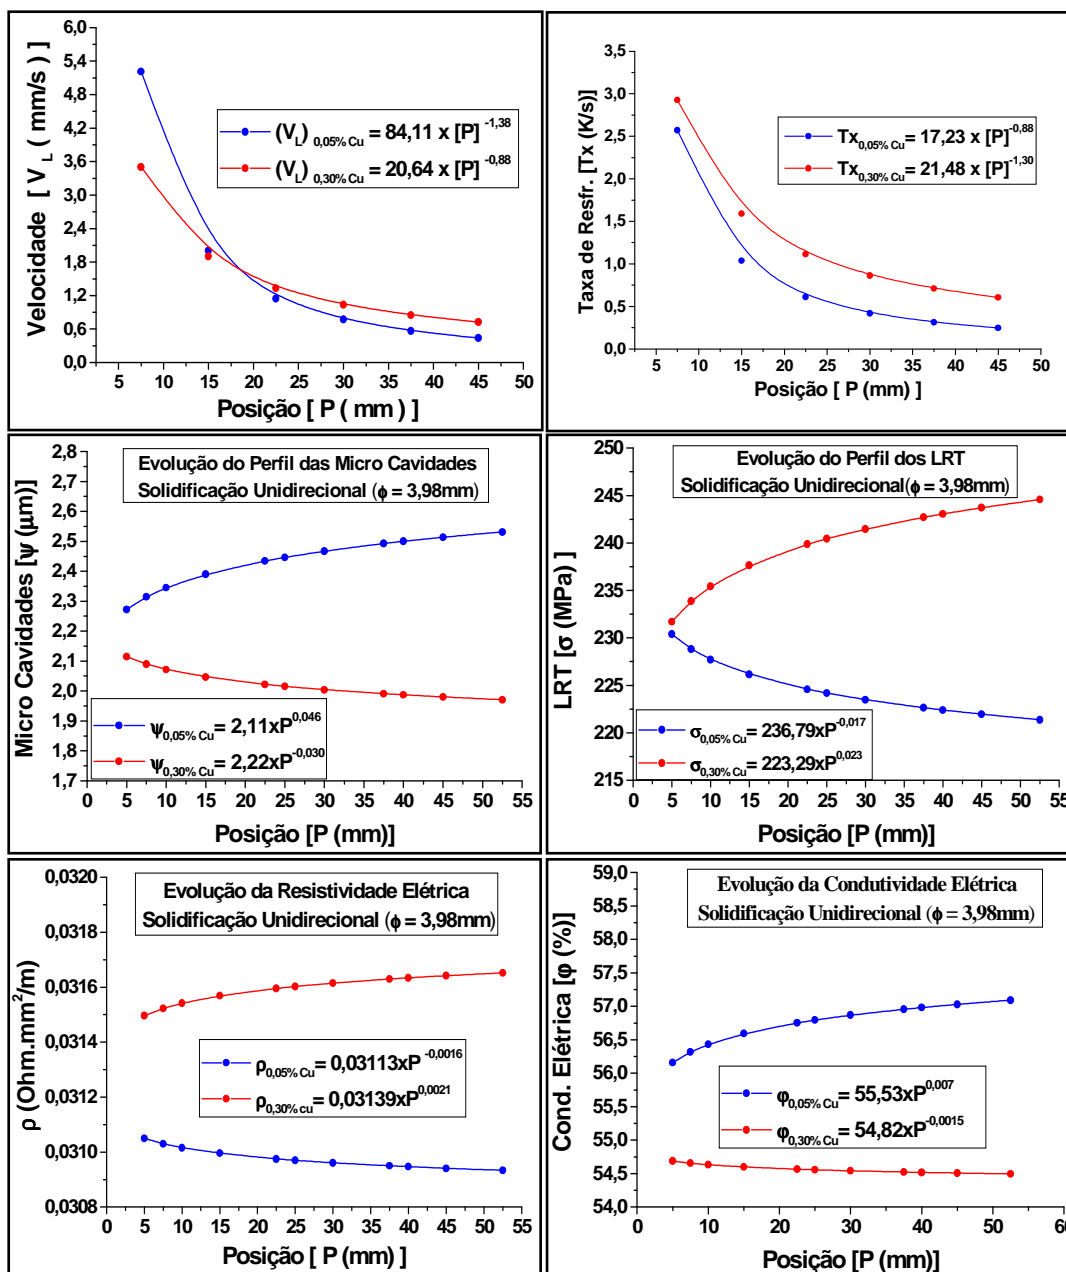 6,0
5,4
4,8
4,2
3,6
3,0
2,4
1,8
1,2
0,6
0,0
Velocidade [ V L ( mm/s ) ]
(VL) 0,05% Cu = 84,11 x [P] -1,38
(VL) 0,30% Cu = 20,64 x [P] -0,88
5 10 15 20 25 30 35 40 45 50
Posição [ P ( mm ) ]
3,5
3,0
2,5
2,0
1,5
1,0
0,5
0,0
Taxa de Resfr. [Tx (K/s)]
Tx0,05% Cu = 17,23 x [P]-0,88
Tx0,30% Cu = 21,48 x [P]-1,30
5 10 15 20 25 30 35 40 45 50
Posição [ P (mm) ]
2,8
2,7
2,6
2,5
2,4
2,3
2,2
2,1
2,0
1,9
1,8
1,7
Micro Cavidades [ψ (μm)]
Evolução do Perfil das Micro Cavidades
Solidificação Unidirecional (ϕ = 3,98mm)
ψ0,05% Cu = 2,11xP0,046
ψ0,30% Cu = 2,22xP-0,030
0 5 10 15 20 25 30 35 40 45 50 55
Posição [P (mm)]
250
245
240
235
230
225
220
215
LRT [σ (MPa)]
Evolução do Perfil dos LRT
Solidificação Unidirecional(ϕ = 3,98mm)
σ0,05% Cu = 236,79xP-0,017
σ0,30% Cu = 223,29xP0,023
0 5 10 15 20 25 30 35 40 45 50 55
Posição [P (mm)]
0,0320
0,0318
0,0316
0,0314
0,0312
0,0310
0,0308
ρ (Ohm.mm2/m)
Evolução da Resistividade Elétrica
Solidificação Unidirecional (ϕ = 3,98mm)
ρ0,05% Cu = 0,03113xP -0,0016
ρ0,30% cu = 0,03139xP0,0021
0 5 10 15 20 25 30 35 40 45 50 55
Posição [ P (mm) ]
59,0
58,5
58,0
57,5
57,0
56,5
56,0
55,5
55,0
54,5
54,0
Cond. Elétrica [φ (%)]
Evolução da Condutividade Elétrica
Solidificação Unidirecional (ϕ = 3,98mm)
φ0,05% Cu = 55,53xP0,007
φ0,30% Cu = 54,82xP-0,0015
0 10 20 30 40 50 60
Posição [P (mm)]